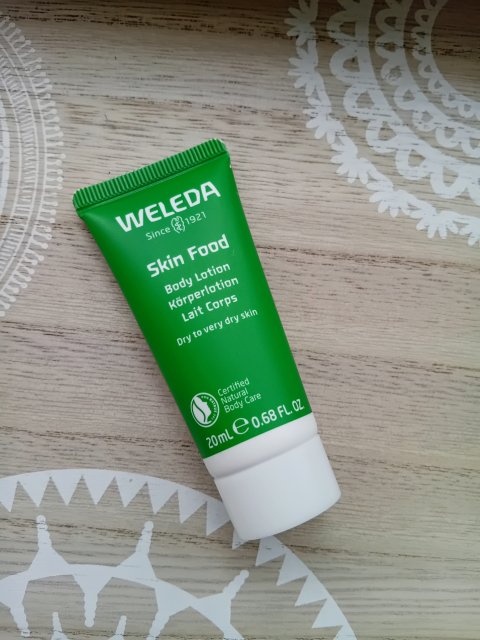 WELEDA
Since 1921
Skin Food
Body Lotion
Körperlotion
Lait Corps
Dry to very dry skin
Certified
Natural
Body Care
20mL ℮ 0.68 FL. OZ